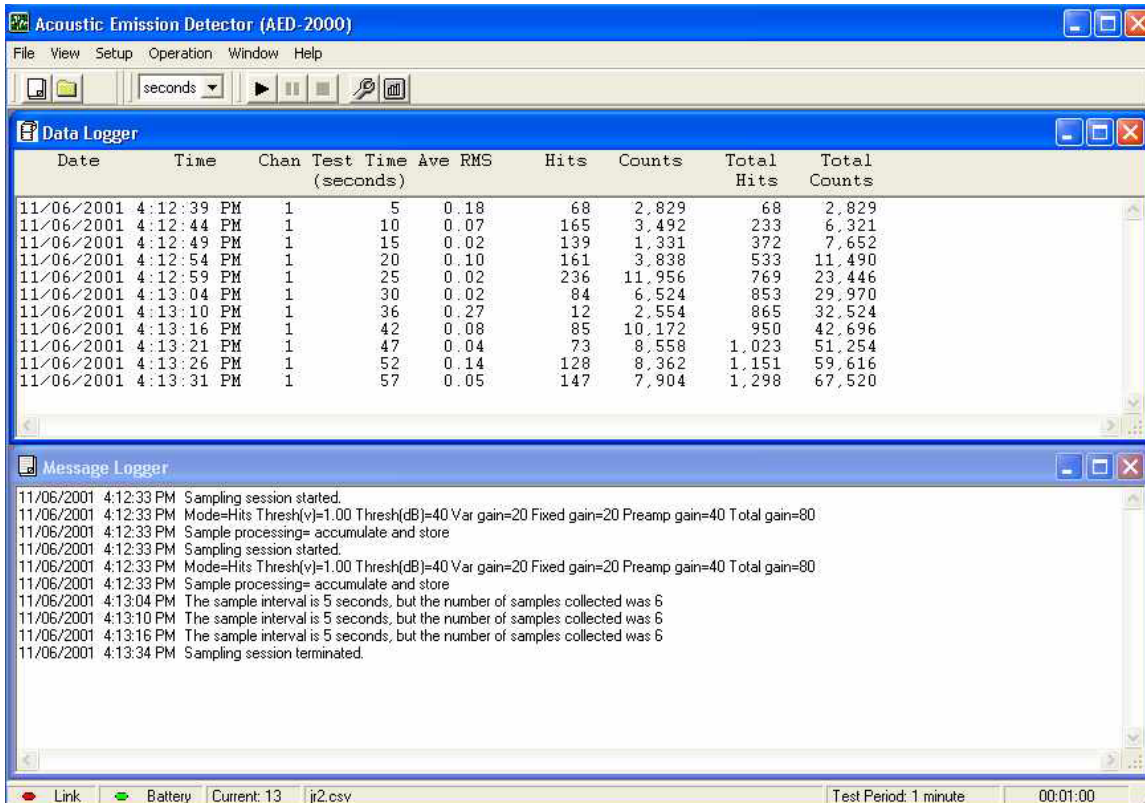 Acoustic Emission Detector (AED-2000)
File View Setup Operation Window Help
seconds
Data Logger
Date Time Chan Test Time Ave RMS Hits Counts Total Total
(seconds) Hits Counts
11/06/2001 4:12:39 PM 1 5 0.18 68 2,829 68 2,829
11/06/2001 4:12:44 PM 1 10 0.07 165 3,492 233 6,321
11/06/2001 4:12:49 PM 1 15 0.02 139 1,331 372 7,652
11/06/2001 4:12:54 PM 1 20 0.10 161 3,838 533 11,490
11/06/2001 4:12:59 PM 1 25 0.02 236 11,956 769 23,446
11/06/2001 4:13:04 PM 1 30 0.02 84 6,524 853 29,970
11/06/2001 4:13:10 PM 1 36 0.27 12 2,554 865 32,524
11/06/2001 4:13:16 PM 1 42 0.08 85 10,172 950 42,696
11/06/2001 4:13:21 PM 1 47 0.04 73 8,558 1,023 51,254
11/06/2001 4:13:26 PM 1 52 0.14 128 8,362 1,151 59,616
11/06/2001 4:13:31 PM 1 57 0.05 147 7,904 1,298 67,520
Message Logger
11/06/2001 4:12:33 PM Sampling session started.
11/06/2001 4:12:33 PM Mode=Hits Thresh(v)=1.00 Thresh(dB)=40 Var gain=20 Fixed gain=20 Preamp gain=40 Total gain=80
11/06/2001 4:12:33 PM Sample processing= accumulate and store
11/06/2001 4:12:33 PM Sampling session started.
11/06/2001 4:12:33 PM Mode=Hits Thresh(v)=1.00 Thresh(dB)=40 Var gain=20 Fixed gain=20 Preamp gain=40 Total gain=80
11/06/2001 4:12:33 PM Sample processing= accumulate and store
11/06/2001 4:13:04 PM The sample interval is 5 seconds, but the number of samples collected was 6
11/06/2001 4:13:10 PM The sample interval is 5 seconds, but the number of samples collected was 6
11/06/2001 4:13:16 PM The sample interval is 5 seconds, but the number of samples collected was 6
11/06/2001 4:13:34 PM Sampling session terminated.
Link Battery Current: 13 jr2.csv Test Period: 1 minute 00:01:00